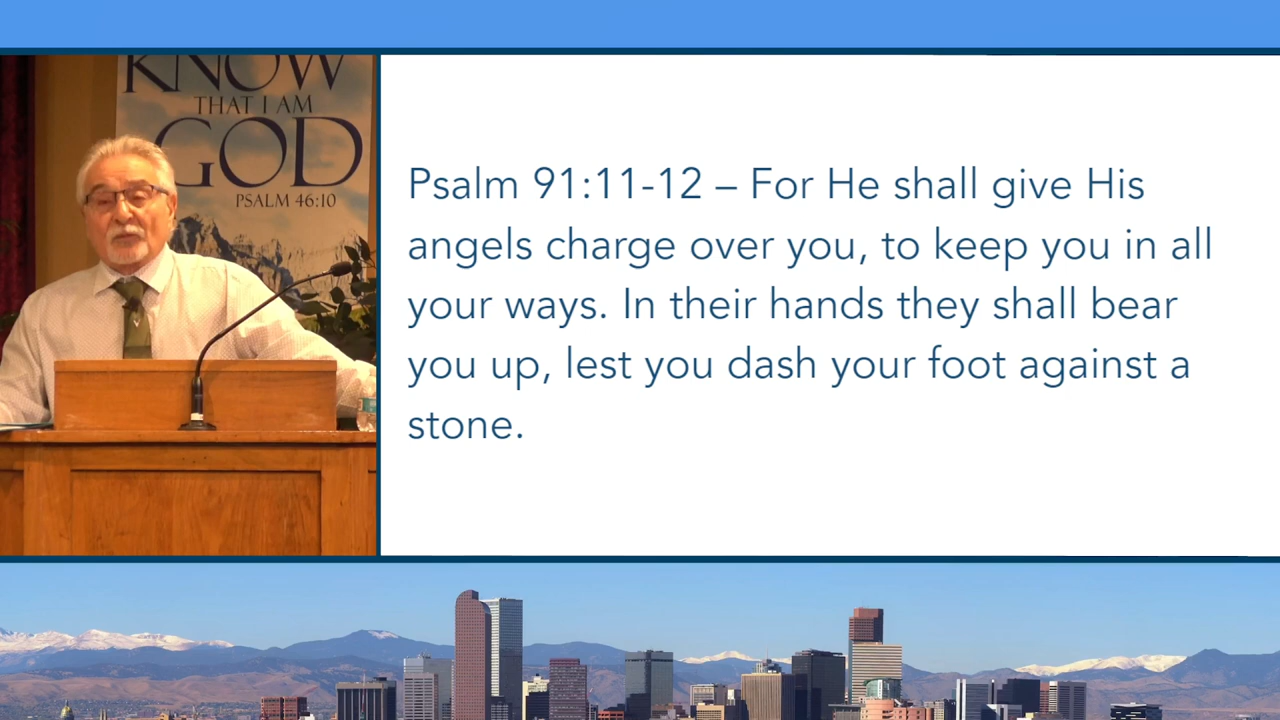 KNOW
THAT I AM
GOD
PSALM 46:10
Psalm 91:11-12 – For He shall give His
angels charge over you, to keep you in all
your ways. In their hands they shall bear
you up, lest you dash your foot against a
stone.